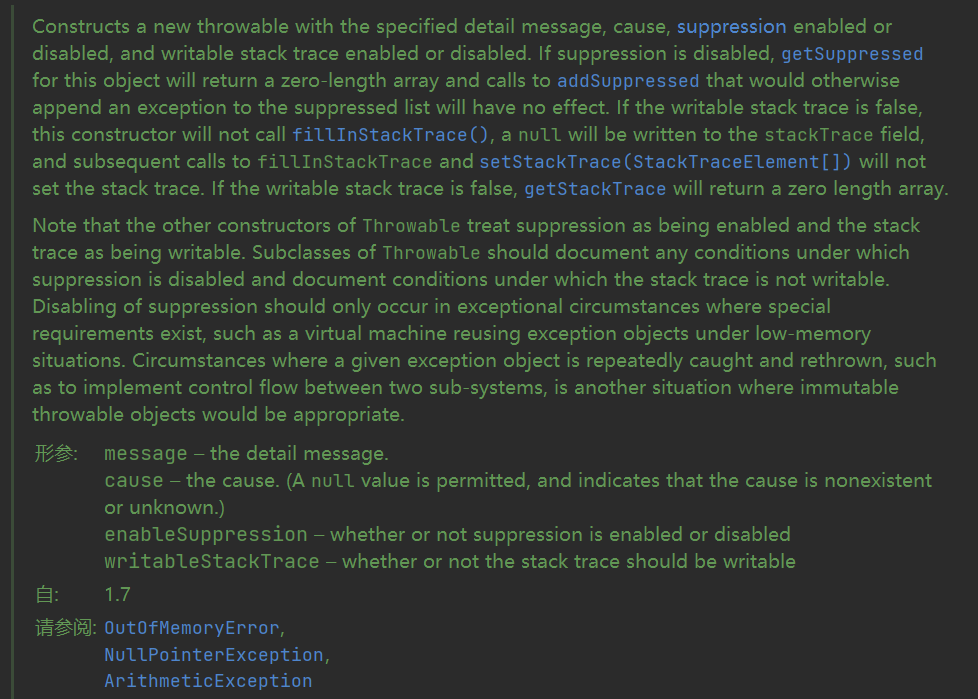 Constructs a new throwable with the specified detail message, cause, suppression enabled or
disabled, and writable stack trace enabled or disabled. If suppression is disabled, getSuppressed
for this object will return a zero-length array and calls to addSuppressed that would otherwise
append an exception to the suppressed list will have no effect. If the writable stack trace is false,
this constructor will not call fillInStackTrace(), a null will be written to the stackTrace field,
and subsequent calls to fillInStackTrace and setStackTrace(StackTraceElement[]) will not
set the stack trace. If the writable stack trace is false, getStackTrace will return a zero length array.
Note that the other constructors of Throwable treat suppression as being enabled and the stack
trace as being writable. Subclasses of Throwable should document any conditions under which
suppression is disabled and document conditions under which the stack trace is not writable.
Disabling of suppression should only occur in exceptional circumstances where special
requirements exist, such as a virtual machine reusing exception objects under low-memory
situations. Circumstances where a given exception object is repeatedly caught and rethrown, such
as to implement control flow between two sub-systems, is another situation where immutable
throwable objects would be appropriate.
形参: message – the detail message.
cause – the cause. (A null value is permitted, and indicates that the cause is nonexistent
or unknown.)
enableSuppression – whether or not suppression is enabled or disabled
writableStackTrace – whether or not the stack trace should be writable
自: 1.7
请参阅: OutOfMemoryError,
NullPointerException,
ArithmeticException